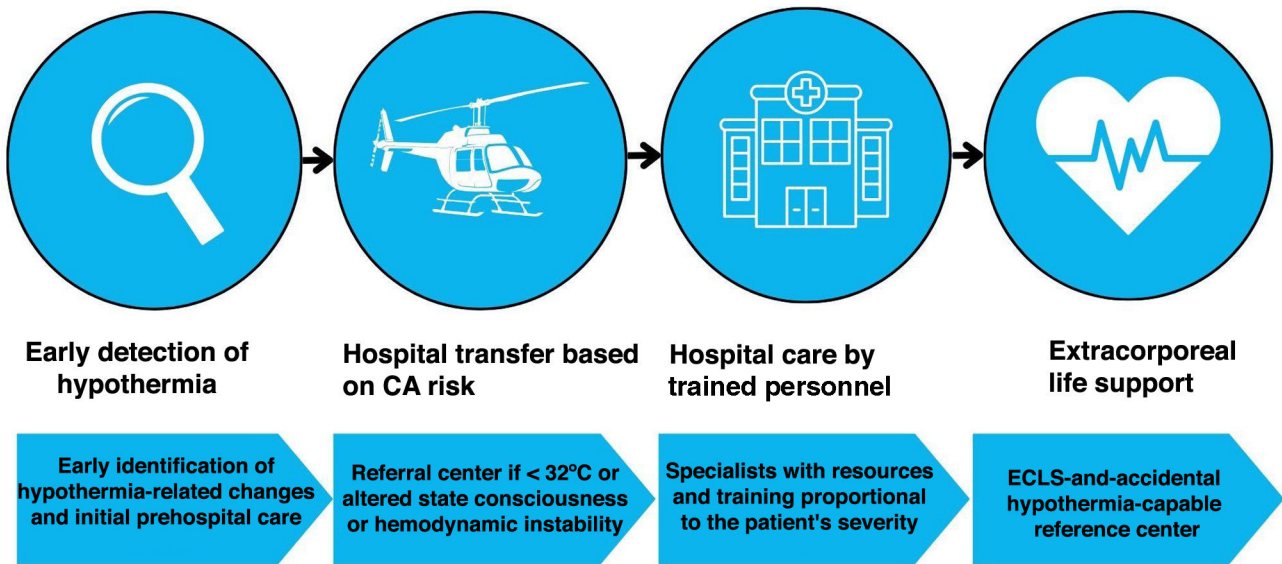 Early detection of
hypothermia
Hospital transfer based
on CA risk
Hospital care by
trained personnel
Extracorporeal
life support
Early identification of
hypothermia-related changes
and initial prehospital care
Referral center if < 32ºC or
altered state consciousness
or hemodynamic instability
Specialists with resources
and training proportional
to the patient's severity
ECLS-and-accidental
hypothermia-capable
reference center